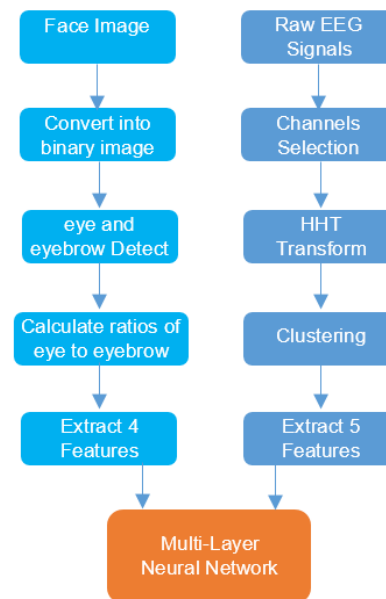 Face Image
Convert into
binary image
eye and
eyebrow Detect
Calculate ratios of
eye to eyebrow
Extract 4
Features
Raw EEG
Signals
Channels
Selection
HHT
Transform
Clustering
Extract 5
Features
Multi-Layer
Neural Network